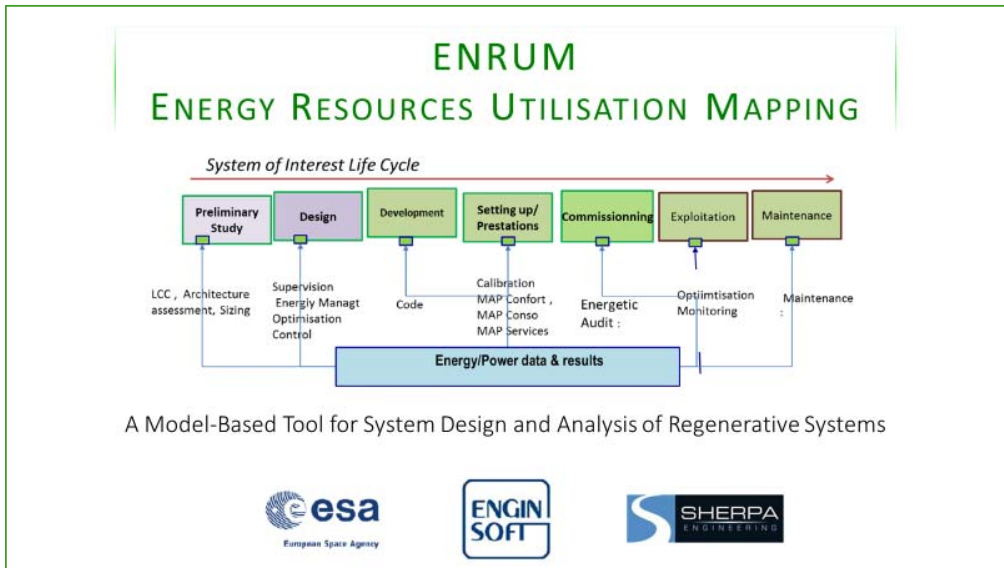 ENRUM
ENERGY RESOURCES UTILISATION MAPPING
System of Interest Life Cycle
Preliminary
Study
Design
Development
Setting up/
Prestations
Commissionning
Exploitation
Maintenance
LCC , Architecture
assessment, Sizing
Supervision
Energiy Managt
Optimisation
Control
Code
Calibration
MAP Confort ,
MAP Conso
MAP Services
Energetic
Audit :
Optiimtisation
Monitoring
Maintenance
:
Energy/Power data & results
A Model-Based Tool for System Design and Analysis of Regenerative Systems
esa
European Space Agency
ENGIN
SOFT
SHERPA
ENGINEERING